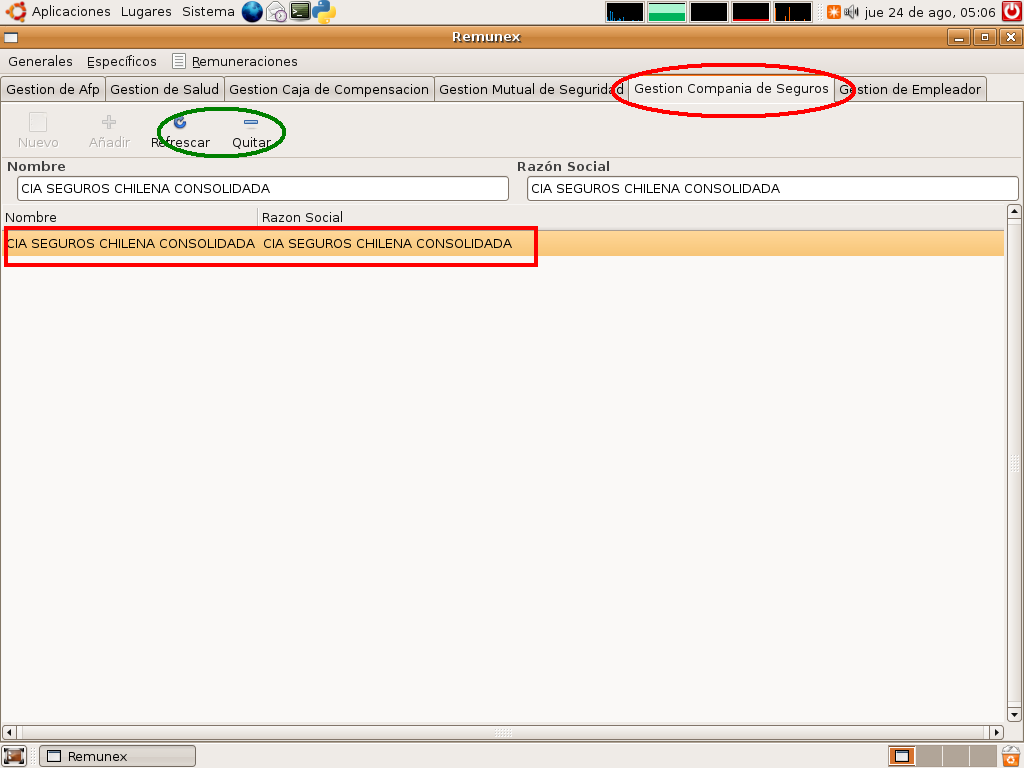 Aplicaciones Lugares Sistema jue 24 de ago, 05:06
Remunex
Generales Específicos Remuneraciones
Gestion de Afp Gestion de Salud Gestion Caja de Compensacion Gestion Mutual de Seguridad Gestion Compania de Seguros Gestion de Empleador
Nuevo Añadir Refrescar Quitar
Nombre Razón Social
CIA SEGUROS CHILENA CONSOLIDADA CIA SEGUROS CHILENA CONSOLIDADA
Nombre Razon Social
CIA SEGUROS CHILENA CONSOLIDADA CIA SEGUROS CHILENA CONSOLIDADA
Remunex